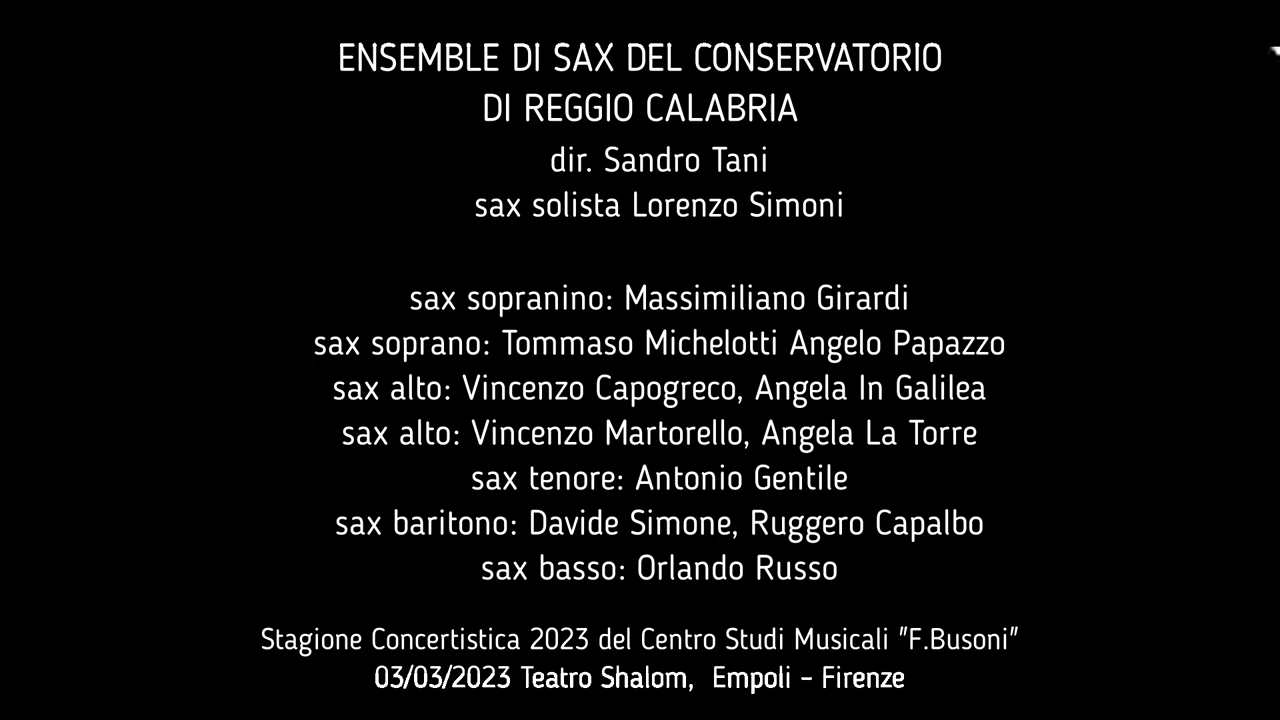 ENSEMBLE DI SAX DEL CONSERVATORIO
DI REGGIO CALABRIA
dir. Sandro Tani
sax solista Lorenzo Simoni
sax sopranino: Massimiliano Girardi
sax soprano: Tommaso Michelotti Angelo Papazzo
sax alto: Vincenzo Capogreco, Angela In Galilea
sax alto: Vincenzo Martorello, Angela La Torre
sax tenore: Antonio Gentile
sax baritono: Davide Simone, Ruggero Capalbo
sax basso: Orlando Russo
Stagione Concertistica 2023 del Centro Studi Musicali "F.Busoni"
03/03/2023 Teatro Shalom, Empoli - Firenze